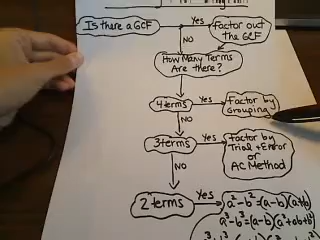 Is there a GCF
Yes
Factor out
the GCF
NO
How Many Terms
Are there?
4 terms
Yes
Factor by
Grouping
NO
3 terms
Yes
Factor by
Trial + Error
or
AC Method
NO
2 terms
Yes
a²-b²=(a-b)(a+b)
a³-b³=(a-b)(a²+ab+b²)